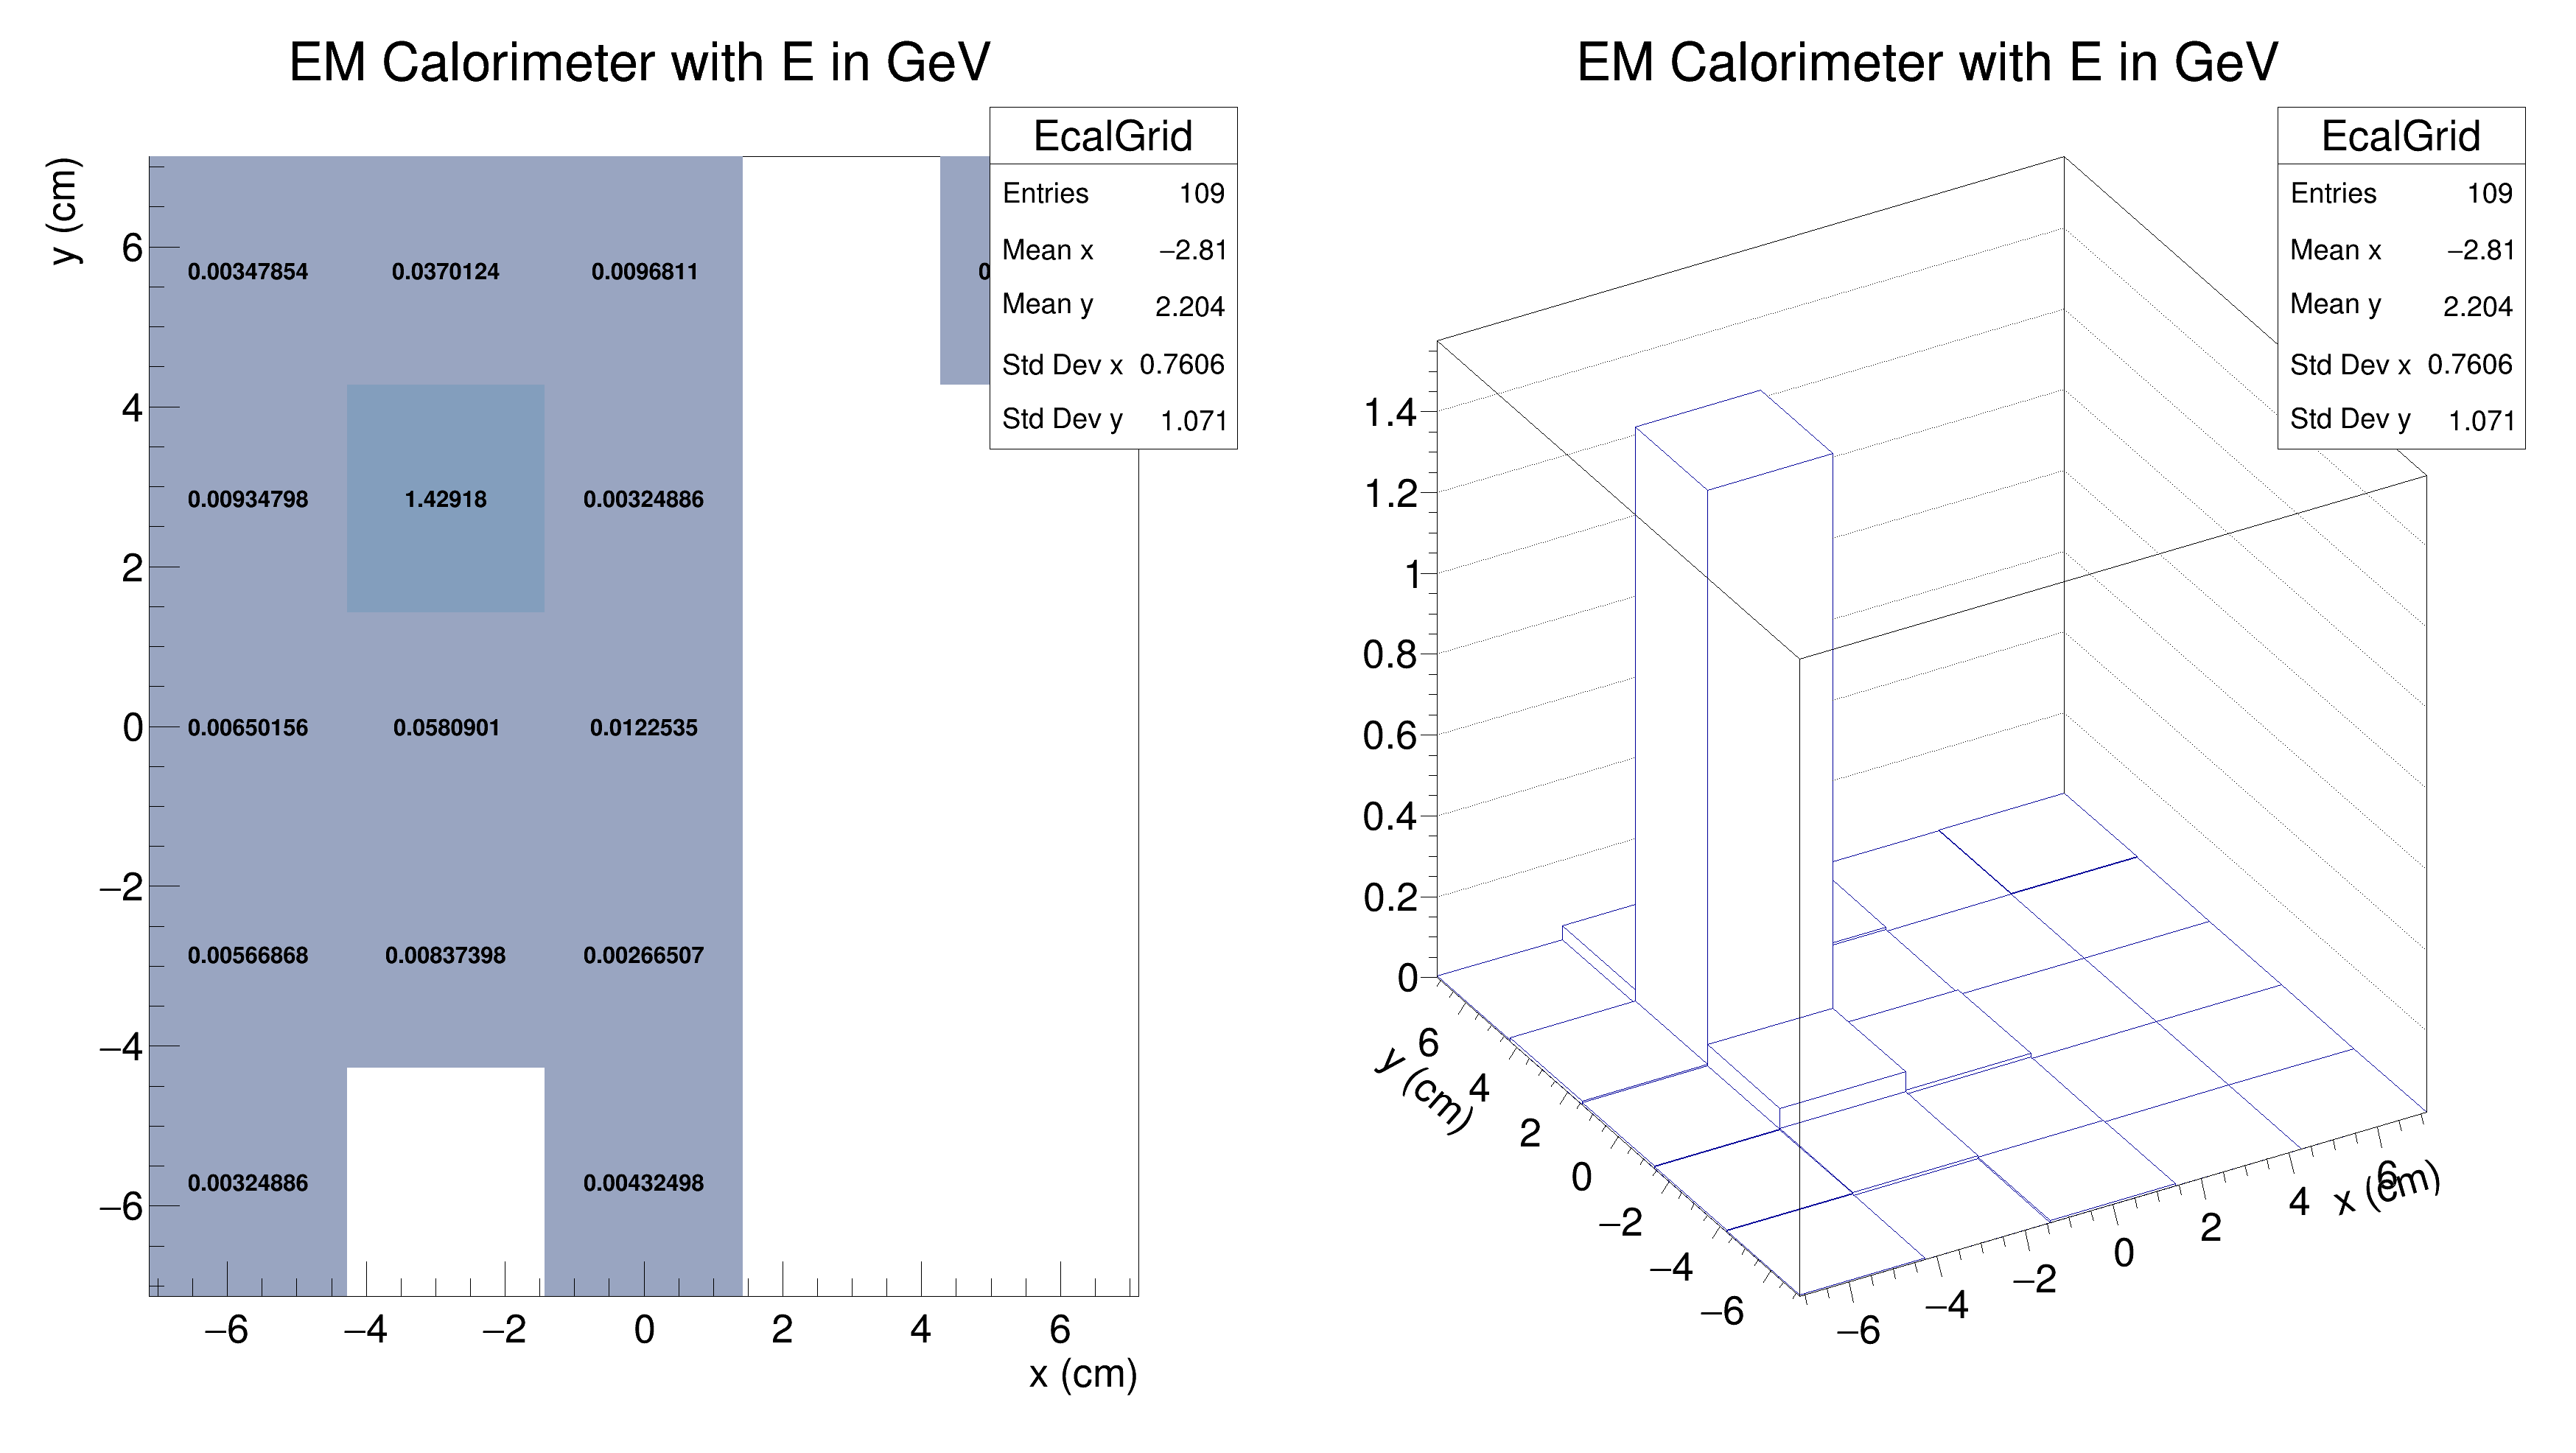 EM Calorimeter with E in GeV
y (cm)
6
4
2
0
−2
−4
−6
0.00347854 0.0370124 0.0096811
0.00934798 1.42918 0.00324886
0.00650156 0.0580901 0.0122535
0.00566868 0.00837398 0.00266507
0.00324886 0.00432498
−6 −4 −2 0 2 4 6
x (cm)
EcalGrid
Entries 109
Mean x −2.81
Mean y 2.204
Std Dev x 0.7606
Std Dev y 1.071
EM Calorimeter with E in GeV
EcalGrid
Entries 109
Mean x −2.81
Mean y 2.204
Std Dev x 0.7606
Std Dev y 1.071
1.4
1.2
1
0.8
0.6
0.4
0.2
0
6
4
2
0
−2
−4
−6
y (cm)
−6
−4
−2
0
2
4
6
x (cm)